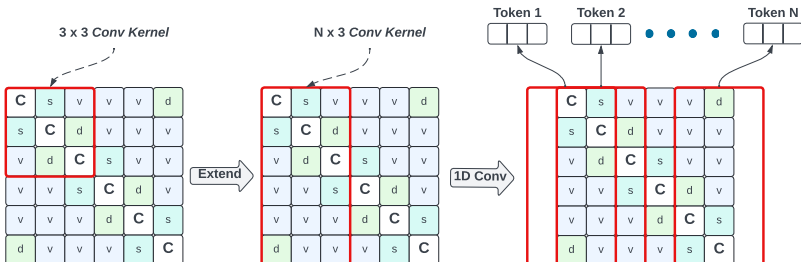 Token 1 Token 2 Token N
3 x 3 Conv Kernel N x 3 Conv Kernel
C s v v v d C s v v v d C s v v v d
s C d v v v s C d v v v s C d v v v
v d C s v v v d C s v v v d C s v v
Extend 1D Conv
v v s C d v v v s C d v v v s C d v
v v v d C s v v v d C s v v v d C s
d v v v s C d v v v s C d v v v s C